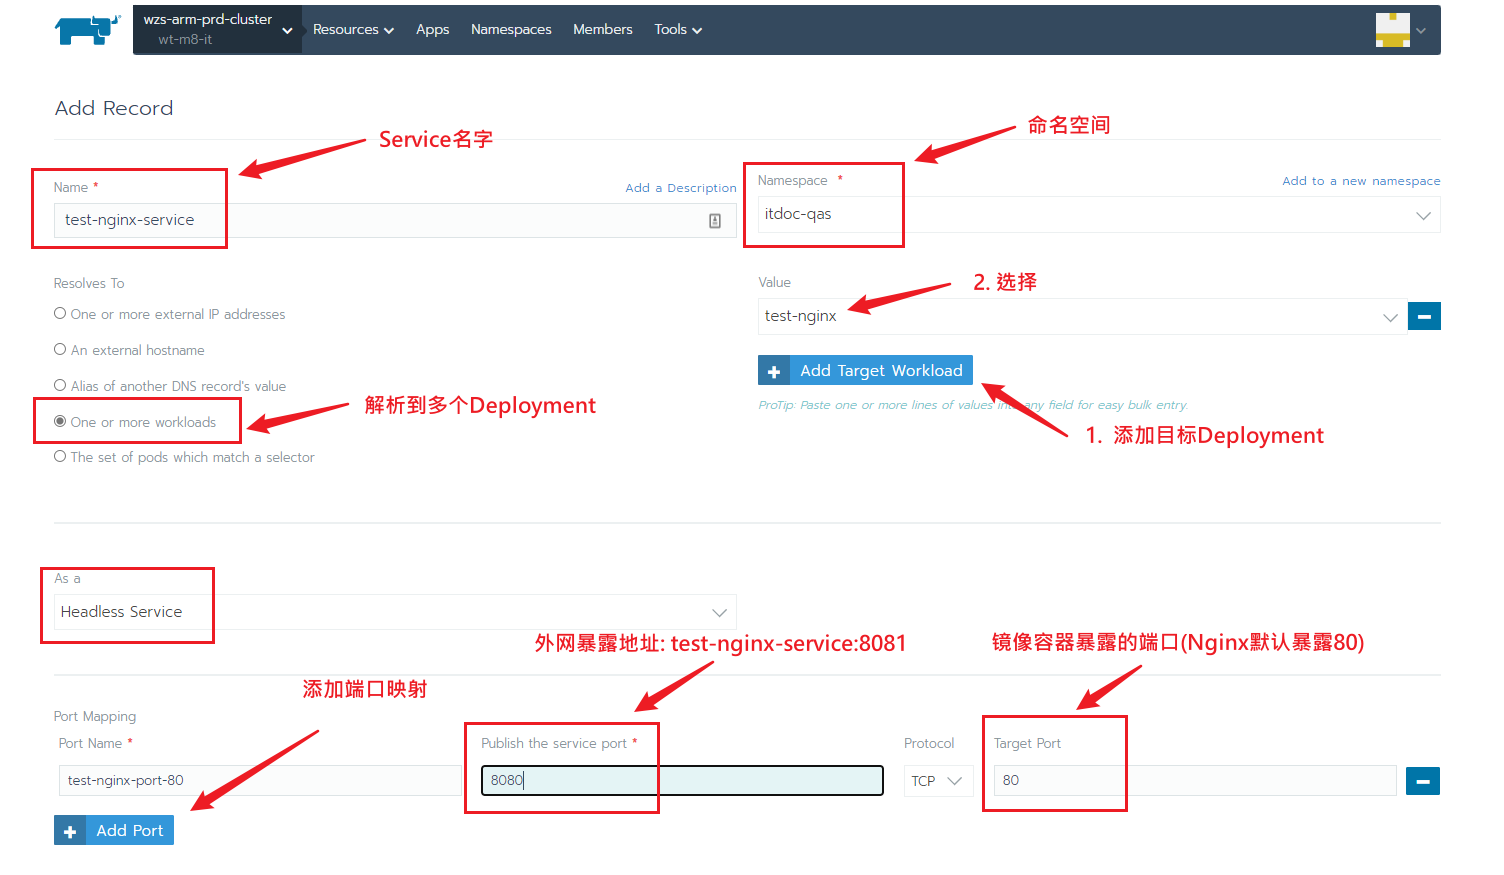 wzs-arm-prd-cluster
wt-m8-it
Resources
Apps
Namespaces
Members
Tools
Add Record
Service名字
命名空间
Name *
Add a Description
Namespace *
Add to a new namespace
test-nginx-service
itdoc-qas
Resolves To
Value
2. 选择
One or more external IP addresses
test-nginx
An external hostname
Add Target Workload
Alias of another DNS record's value
解析到多个Deployment
ProTip: Paste one or more lines of values into any field for easy bulk entry.
One or more workloads
1. 添加目标Deployment
The set of pods which match a selector
As a
Headless Service
外网暴露地址: test-nginx-service:8081
镜像容器暴露的端口(Nginx默认暴露80)
添加端口映射
Port Mapping
Port Name *
Publish the service port *
Protocol
Target Port
test-nginx-port-80
8080
TCP
80
Add Port